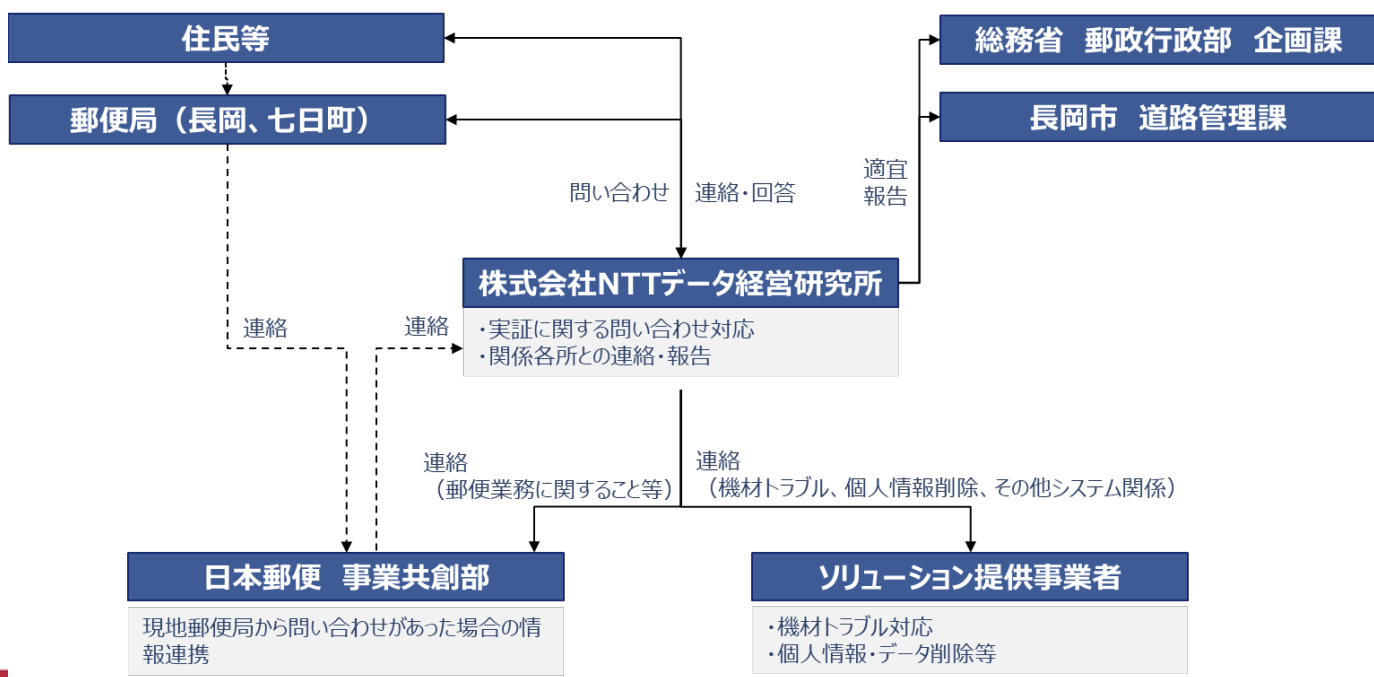 住民等
総務省 郵政行政部 企画課
郵便局（長岡、七日町）
長岡市 道路管理課
適宜
報告
問い合わせ
連絡・回答
株式会社NTTデータ経営研究所
・実証に関する問い合わせ対応
・関係各所との連絡・報告
連絡
連絡
連絡
（郵便業務に関すること等）
連絡
（機材トラブル、個人情報削除、その他システム関係）
日本郵便 事業共創部
現地郵便局から問い合わせがあった場合の情
報連携
ソリューション提供事業者
・機材トラブル対応
・個人情報・データ削除等